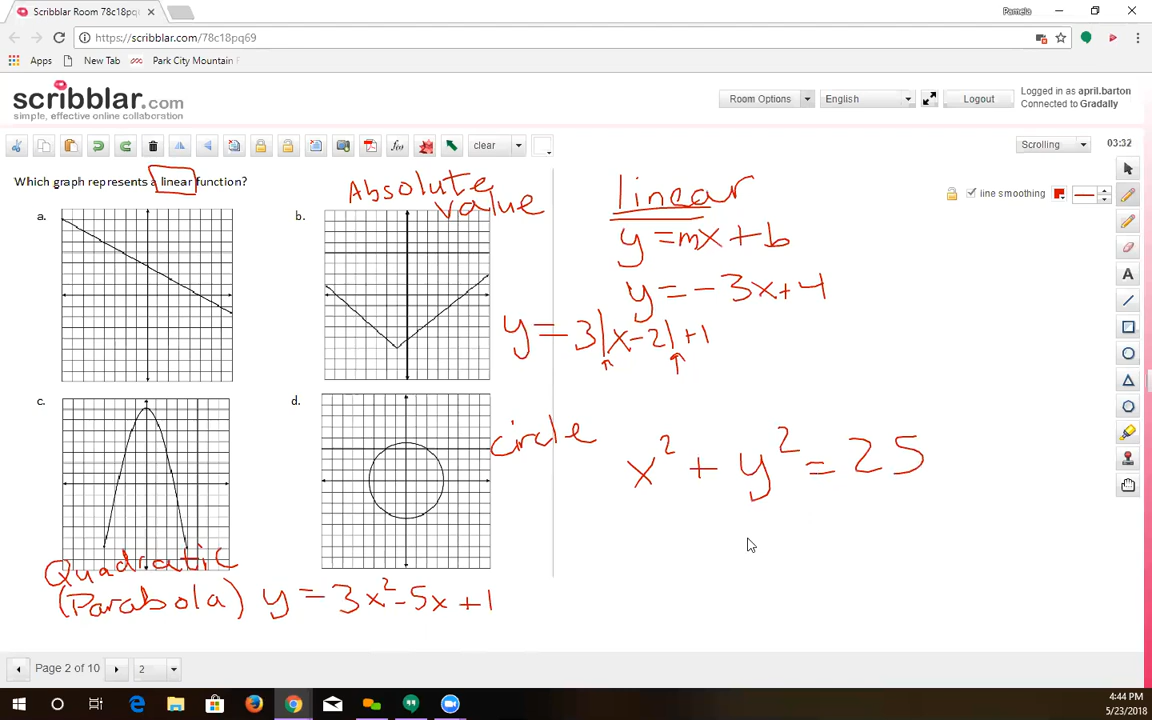 Scribblar Room 78c18pq
Pamela
https://scribblar.com/78c18pq69
Apps
New Tab
Park City Mountain
scribblar.com
simple, effective online collaboration
Room Options
English
Logout
Logged in as april.barton
Connected to Gradally
f(x)
clear
Scrolling
03:32
line smoothing
A
Which graph represents a linear function?
a.
b.
Absolute
value
linear
y = mx + b
y = -3x+4
y = 3|x-2|+1
c.
d.
circle
x² + y² = 25
Quadratic
(Parabola) y = 3x²-5x+1
Page 2 of 10
2
4:44 PM
5/23/2018